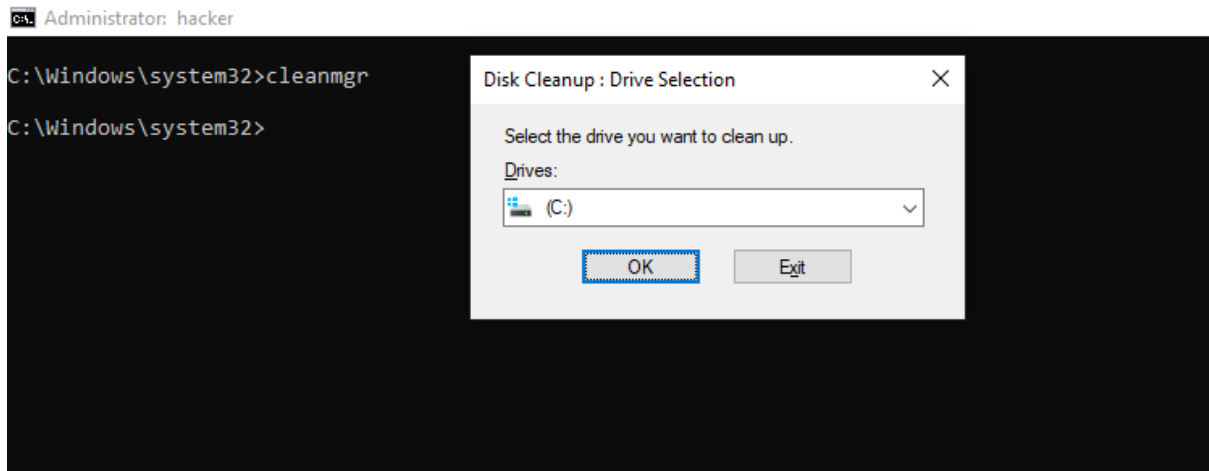 Administrator: hacker
C:\Windows\system32>cleanmgr
C:\Windows\system32>
Disk Cleanup : Drive Selection
Select the drive you want to clean up.
Drives:
(C:)
OK
Exit